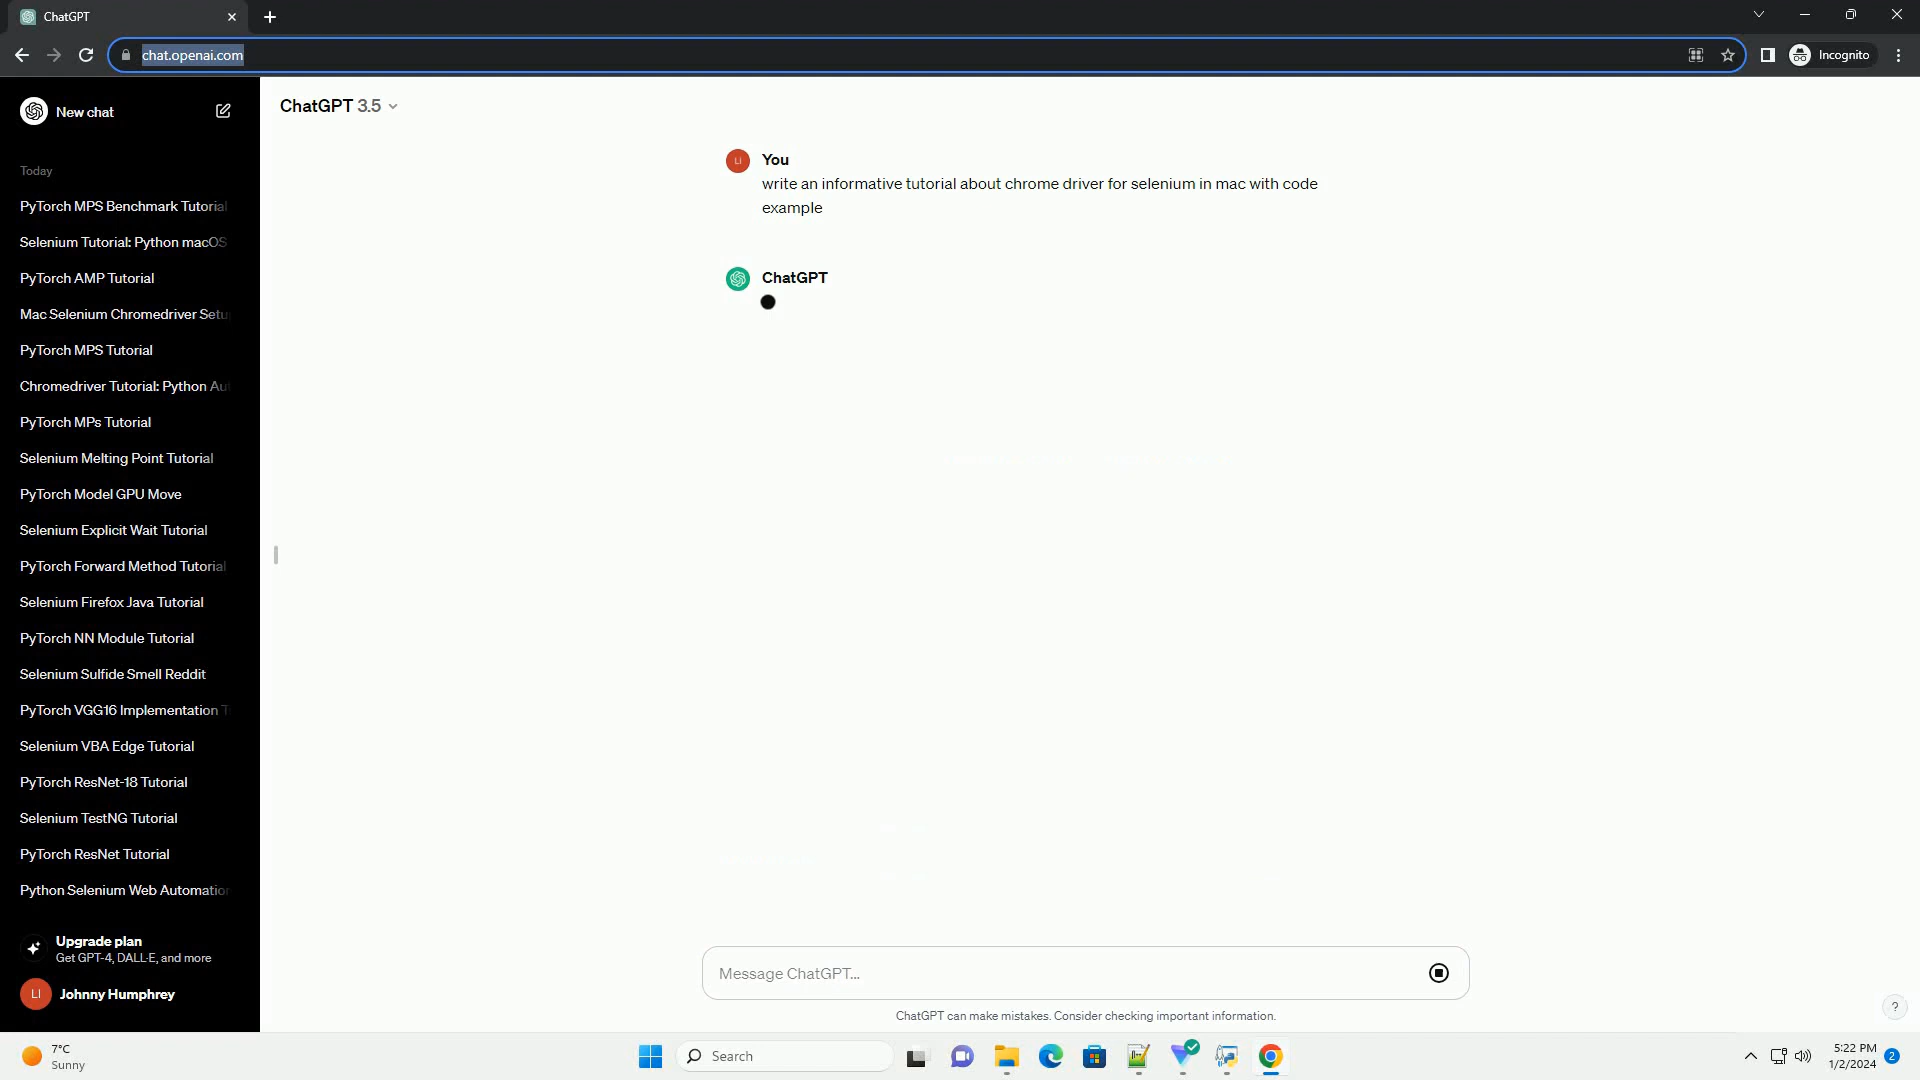 ChatGPT
chat.openai.com
Incognito
New chat
Today
PyTorch MPS Benchmark Tutorial
Selenium Tutorial: Python macOS
PyTorch AMP Tutorial
Mac Selenium Chromedriver Setu
PyTorch MPS Tutorial
Chromedriver Tutorial: Python Au
PyTorch MPs Tutorial
Selenium Melting Point Tutorial
PyTorch Model GPU Move
Selenium Explicit Wait Tutorial
PyTorch Forward Method Tutorial
Selenium Firefox Java Tutorial
PyTorch NN Module Tutorial
Selenium Sulfide Smell Reddit
PyTorch VGG16 Implementation T
Selenium VBA Edge Tutorial
PyTorch ResNet-18 Tutorial
Selenium TestNG Tutorial
PyTorch ResNet Tutorial
Python Selenium Web Automation
Upgrade plan
Get GPT-4, DALL·E, and more
LI
Johnny Humphrey
ChatGPT 3.5
LI
You
write an informative tutorial about chrome driver for selenium in mac with code
example
ChatGPT
Message ChatGPT...
ChatGPT can make mistakes. Consider checking important information.
?
7°C
Sunny
Search
5:22 PM
1/2/2024
2